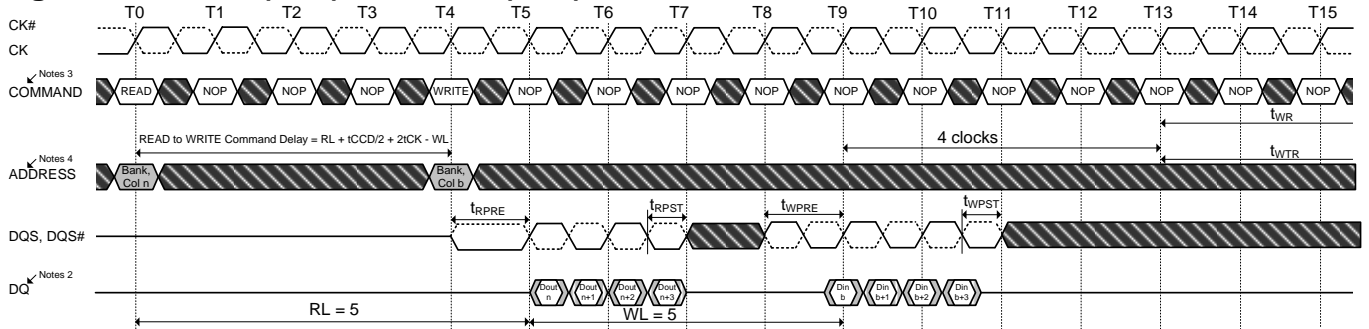 T0 T1 T2 T3 T4 T5 T6 T7 T8 T9 T10 T11 T12 T13 T14 T15
CK#
CK
Notes 3
COMMAND READ NOP NOP NOP WRITE NOP NOP NOP NOP NOP NOP NOP NOP NOP NOP NOP
tWR
READ to WRITE Command Delay = RL + tCCD/2 + 2tCK - WL
4 clocks
tWTR
Notes 4
ADDRESS
Bank, Col n
Bank, Col b
tRPRE tRPST tWPRE tWPST
DQS, DQS#
Notes 2
DQ
Dout n
Dout n+1
Dout n+2
Dout n+3
Din b
Din b+1
Din b+2
Din b+3
RL = 5
WL = 5